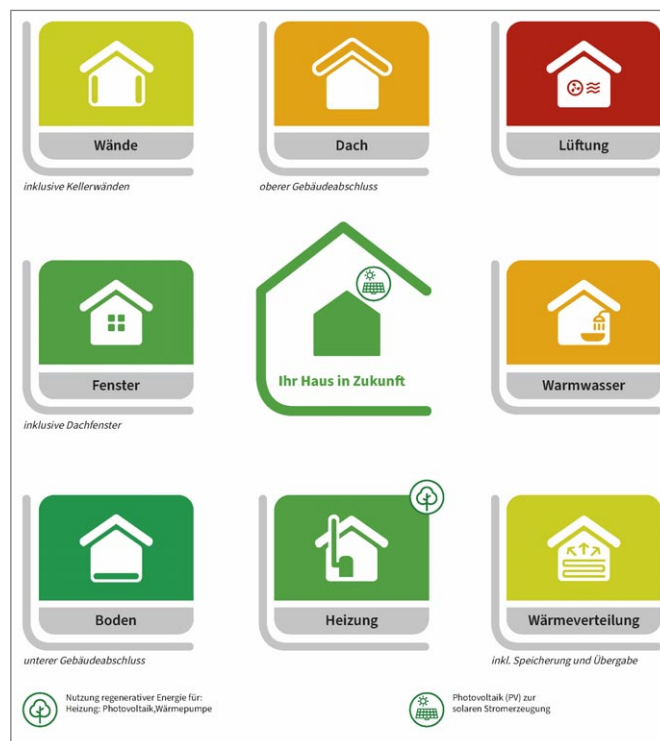 Wände
Dach
Lüftung
inklusive Kellerwänden
oberer Gebäudeabschluss
Fenster
Ihr Haus in Zukunft
Warmwasser
inklusive Dachfenster
Boden
Heizung
Wärmeverteilung
unterer Gebäudeabschluss
inkl. Speicherung und Übergabe
Nutzung regenerativer Energie für:
Heizung: Photovoltaik,Wärmepumpe
Photovoltaik (PV) zur
solaren Stromerzeugung